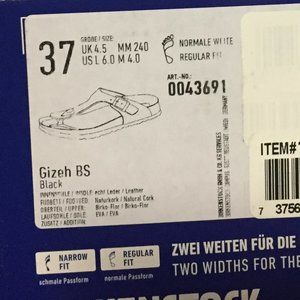 GRÖßE / SIZE:
37
UK 4.5 MM 240
US L 6.0 M 4.0
NORMALE WEITE
REGULAR FIT
ART.-NO.:
0043691
Gizeh BS
Black
INNENSOHLE / INSOLE: echt Leder / Leather
FUßBETT / FOOTBED: Naturkork / Natural Cork
OBERTEIL / UPPER: Birko-Flor / Birko-Flor
LAUFSOHLE / SOLE: EVA / EVA
ZUSATZ / ADDITION:
ITEM#
7 3756
NARROW
FIT
schmale Passform
REGULAR
FIT
normale Passform
ZWEI WEITEN FÜR DIE
TWO WIDTHS FOR THE